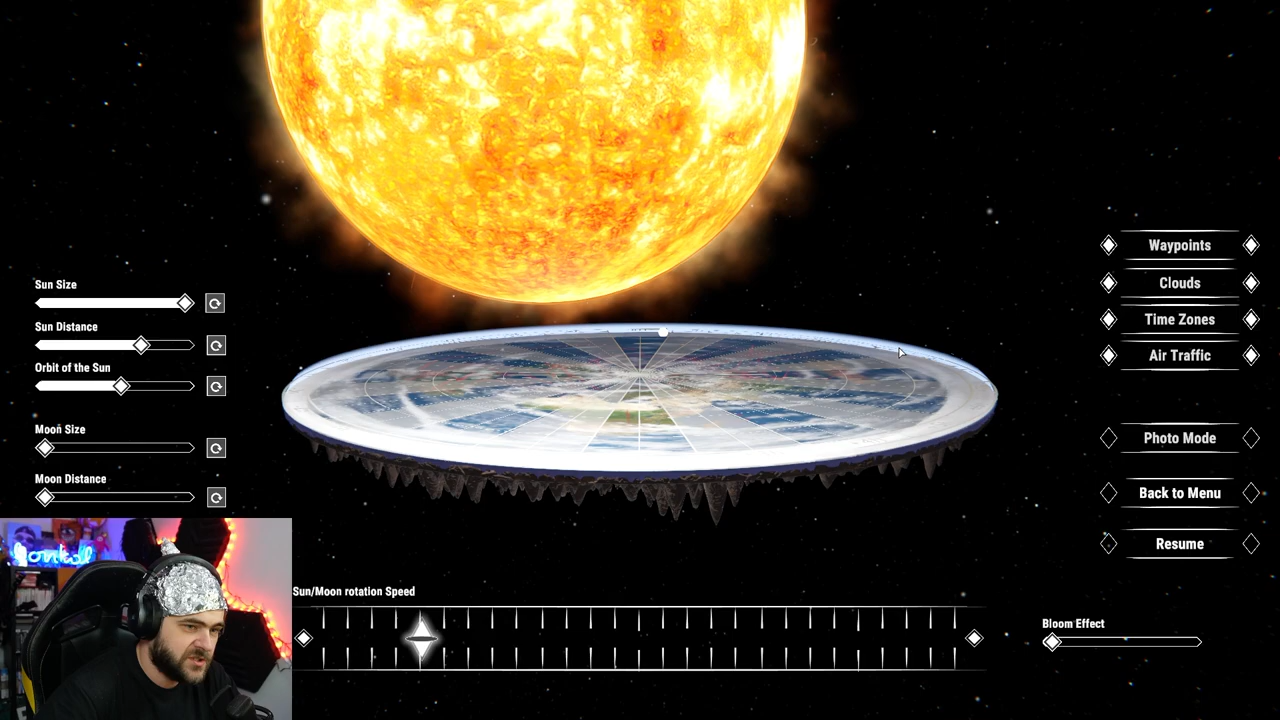 Sun Size
Sun Distance
Orbit of the Sun
Moon Size
Moon Distance
Waypoints
Clouds
Time Zones
Air Traffic
Photo Mode
Back to Menu
Resume
Sun/Moon rotation Speed
Bloom Effect